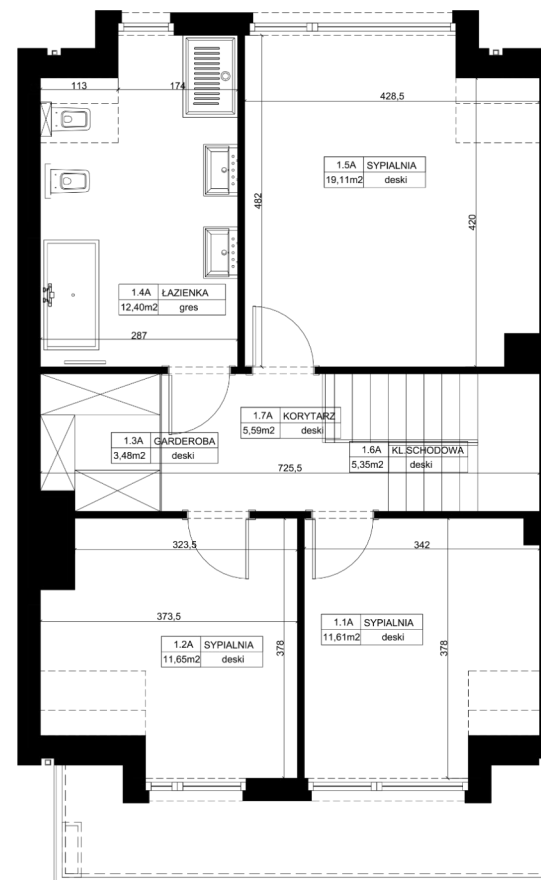 113
174
428,5
1.5A SYPIALNIA
19,11m2 deski
482
420
1.4A ŁAZIENKA
12,40m2 gres
287
1.7A KORYTARZ
5,59m2 deski
1.3A GARDEROBA
3,48m2 deski
1.6A KL.SCHODOWA
5,35m2 deski
725,5
323,5
342
373,5
1.1A SYPIALNIA
11,61m2 deski
1.2A SYPIALNIA
11,65m2 deski
378
378